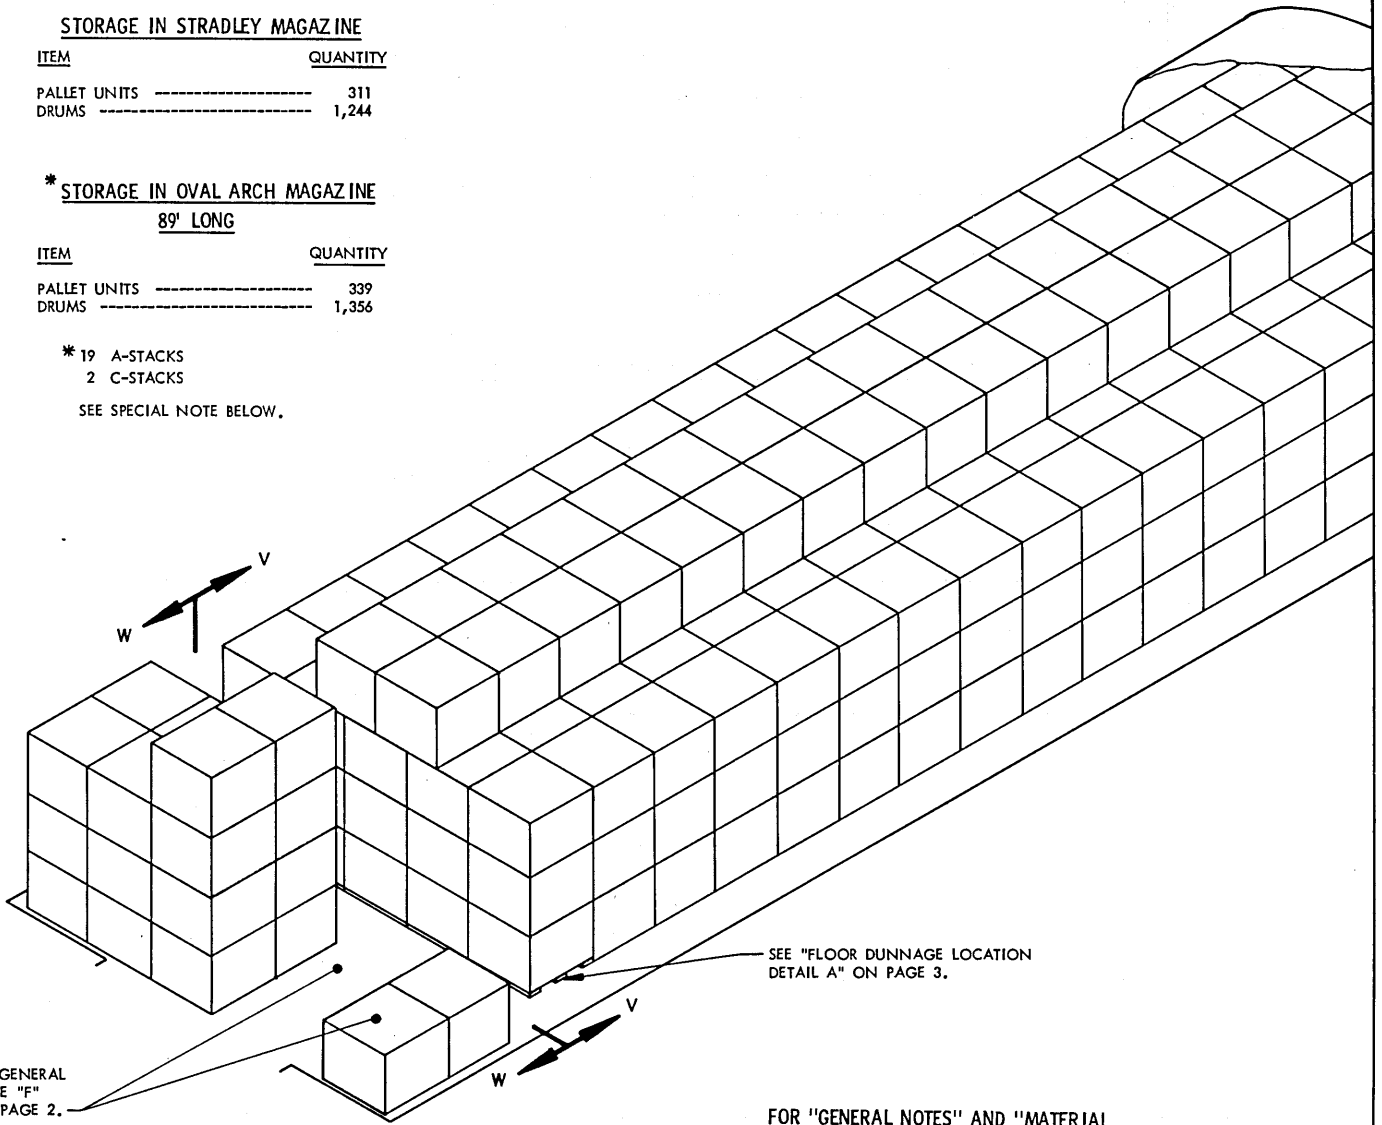 STORAGE IN STRADLEY MAGAZINE
ITEM QUANTITY
PALLET UNITS -------------------- 311
DRUMS --------------------------- 1,244
* STORAGE IN OVAL ARCH MAGAZINE
89' LONG
ITEM QUANTITY
PALLET UNITS -------------------- 339
DRUMS --------------------------- 1,356
* 19 A-STACKS
2 C-STACKS
SEE SPECIAL NOTE BELOW.
V
W
SEE "FLOOR DUNNAGE LOCATION
DETAIL A" ON PAGE 3.
V
W
GENERAL
E "F"
PAGE 2.
FOR "GENERAL NOTES" AND "MATERIAL